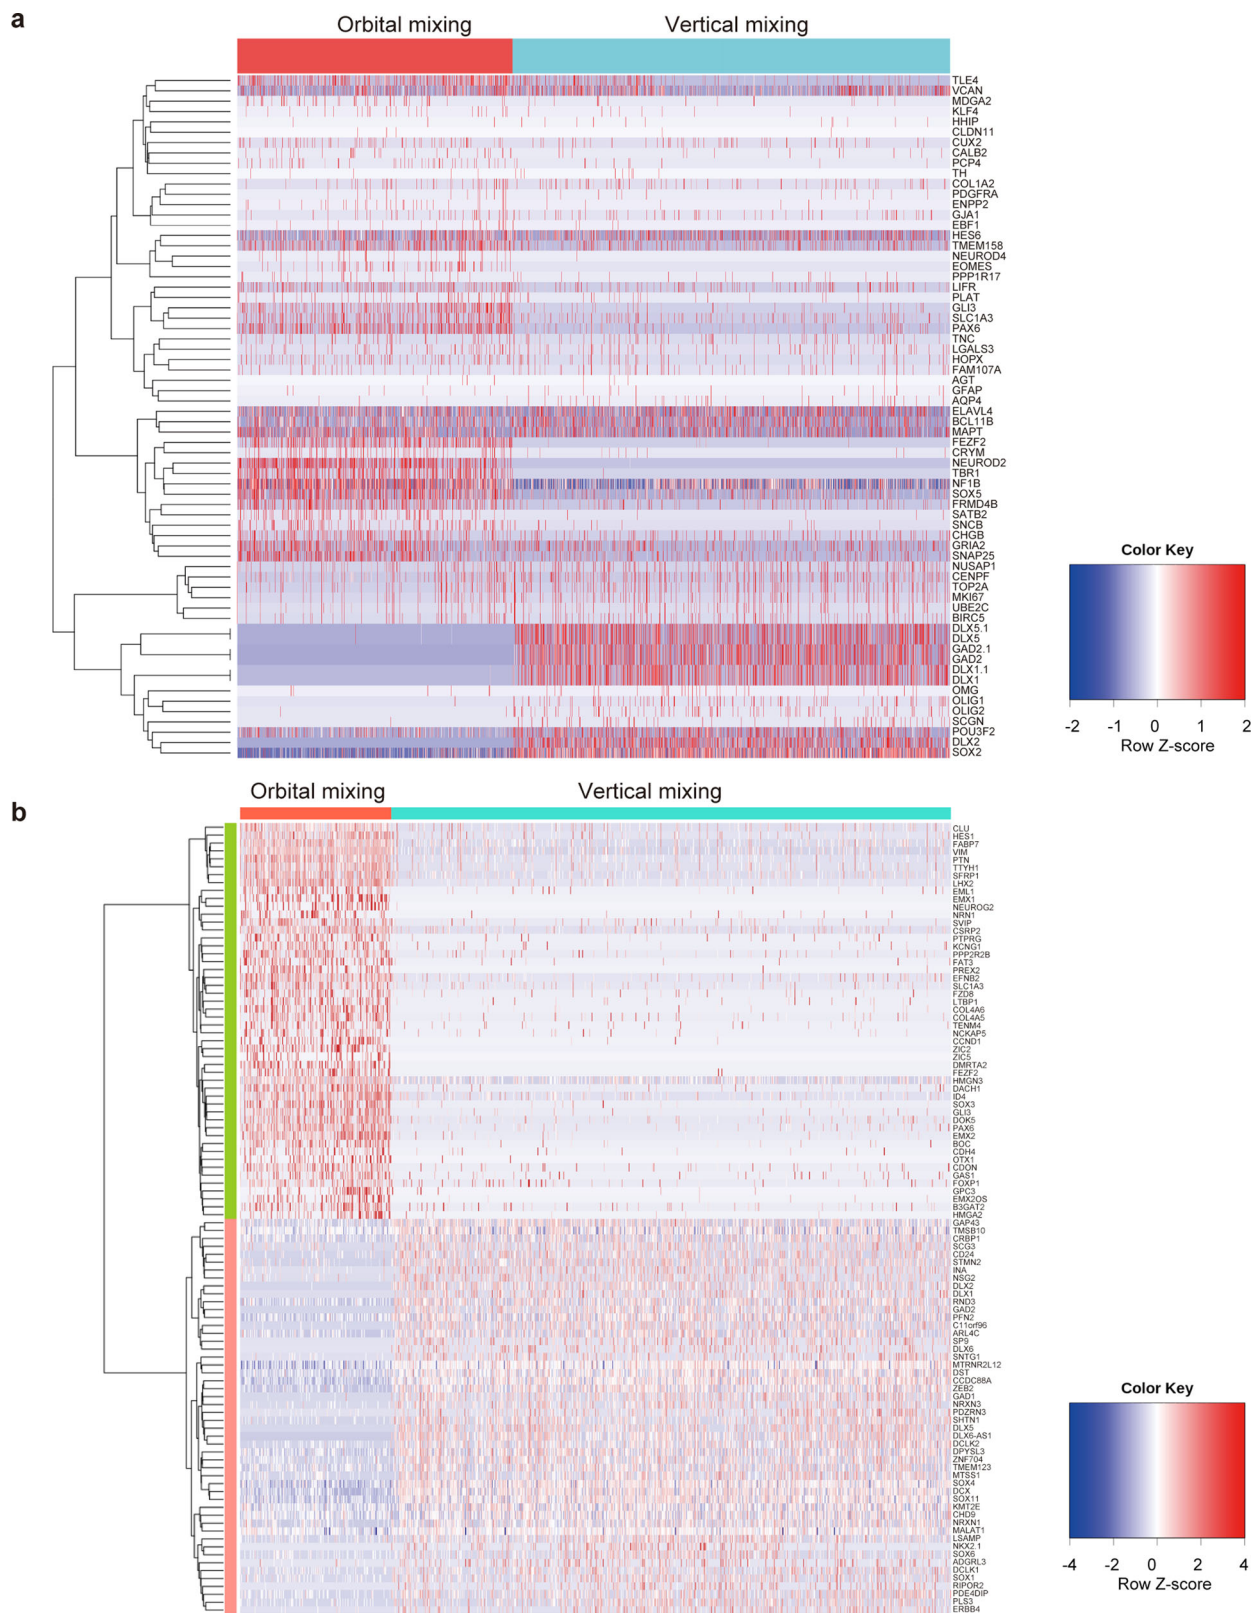 a
Orbital mixing Vertical mixing
TLE4
VCAN
MDGA2
KLF4
HHIP
CLDN11
CUX2
CALB2
PCP4
TH
COL1A2
PDGFRA
ENPP2
GJA1
EBF1
HES6
TMEM158
NEUROD4
EOMES
PPP1R17
LIFR
PLAT
GLI3
SLC1A3
PAX6
TNC
LGALS3
HOPX
FAM107A
AGT
GFAP
AQP4
ELAVL4
BCL11B
MAPT
FEZF2
CRYM
NEUROD2
TBR1
NF1B
SOX5
FRMD4B
SATB2
SNCB
CHGB
GRIA2
SNAP25
NUSAP1
CENPF
TOP2A
MKI67
UBE2C
BIRC5
DLX5.1
DLX5
GAD2.1
GAD2
DLX1.1
DLX1
OMG
OLIG1
OLIG2
SCGN
POU3F2
DLX2
SOX2
Color Key
-2 -1 0 1 2
Row Z-score
b
Orbital mixing Vertical mixing
CLU
HES1
FABP7
VIM
PTN
TTYH1
SFRP1
LHX2
EML1
EMX1
NEUROG2
NRN1
SVIP
CSRP2
PTPRG
KCNG1
PPP2R2B
FAT3
PREX2
EFNB2
SLC1A3
FZD8
LTBP1
COL4A6
COL4A5
TENM4
NCKAP5
CCND1
ZIC2
ZIC5
DMRTA2
FEZF2
HMGN3
DACH1
ID4
SOX3
GLI3
DOK5
PAX6
EMX2
BOC
CDH4
OTX1
CDON
GAS1
FOXP1
GPC3
EMX2OS
B3GAT2
HMGA2
GAP43
TMSB10
CRBP1
SCG3
CD24
STMN2
INA
NSG2
DLX2
DLX1
RND3
GAD2
PFN2
C11orf96
ARL4C
SP9
DLX6
SNTG1
MTRNR2L12
DST
CCDC88A
ZEB2
GAD1
NRXN3
PDZRN3
SHTN1
DLX5
DLX6-AS1
DCLK2
DPYSL3
ZNF704
TMEM123
MTSS1
SOX4
DCX
SOX11
KMT2E
CHD9
NRXN1
MALAT1
LSAMP
NKX2.1
SOX6
ADGRL3
DCLK1
SOX1
RIPOR2
PDE4DIP
PLS3
ERBB4
Color Key
-4 -2 0 2 4
Row Z-score